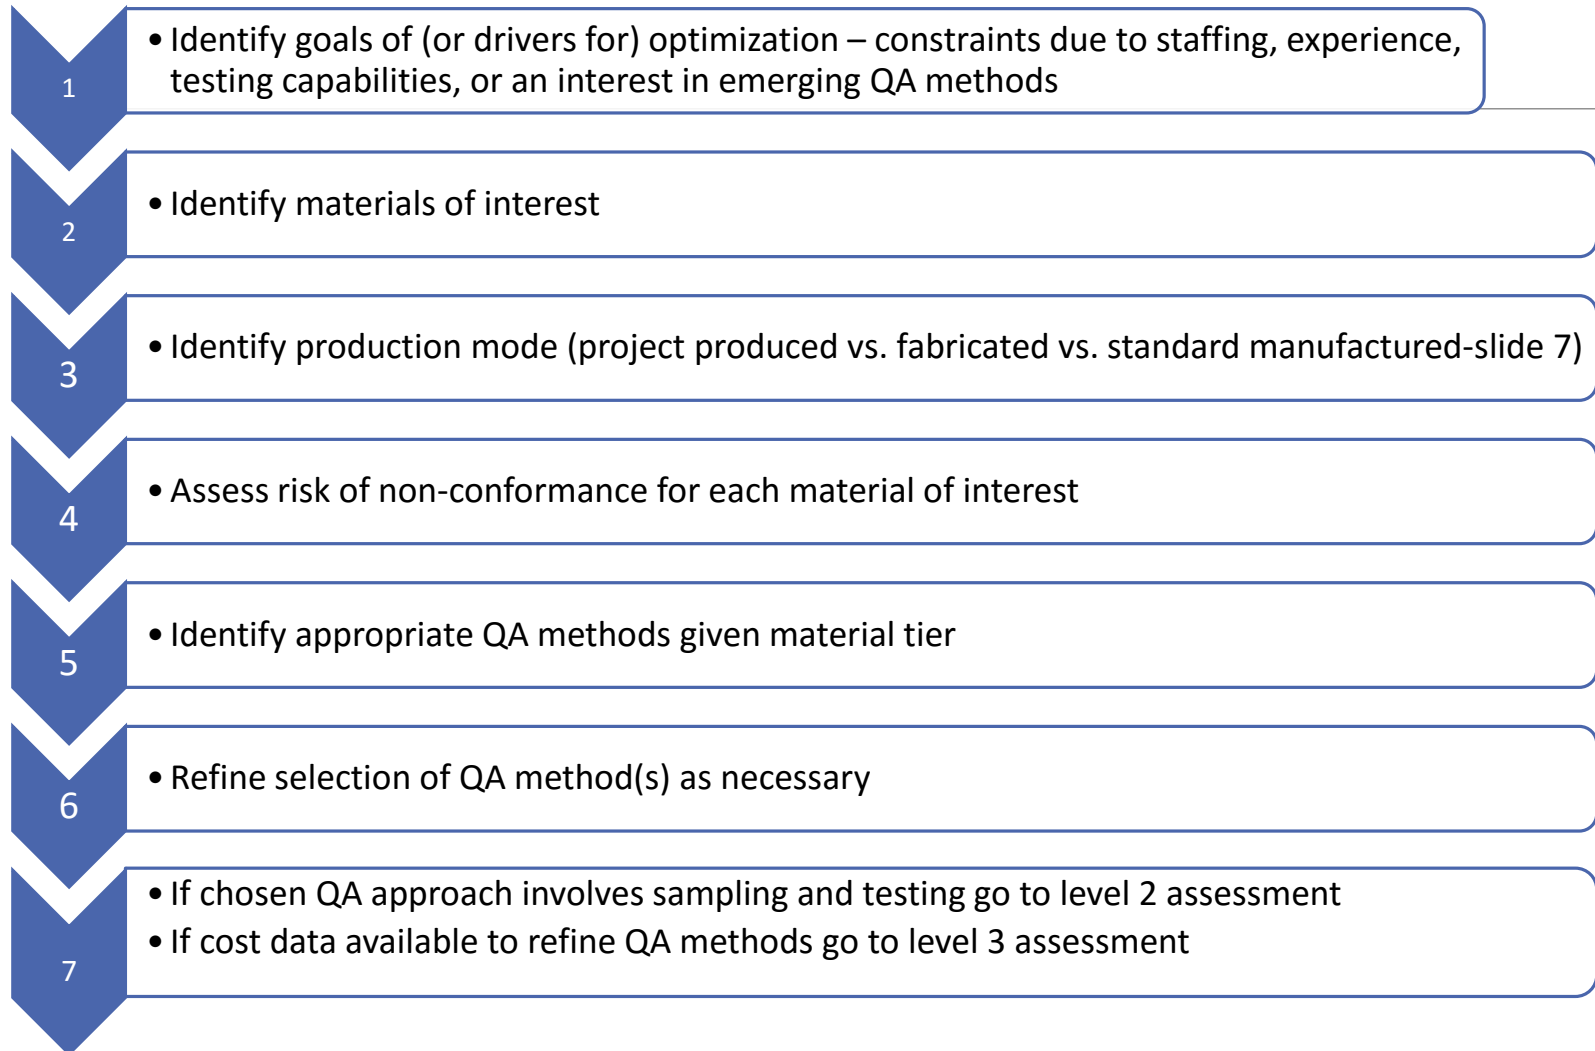 1
• Identify goals of (or drivers for) optimization – constraints due to staffing, experience,
testing capabilities, or an interest in emerging QA methods
2
• Identify materials of interest
3
• Identify production mode (project produced vs. fabricated vs. standard manufactured-slide 7)
4
• Assess risk of non-conformance for each material of interest
5
• Identify appropriate QA methods given material tier
6
• Refine selection of QA method(s) as necessary
7
• If chosen QA approach involves sampling and testing go to level 2 assessment
• If cost data available to refine QA methods go to level 3 assessment